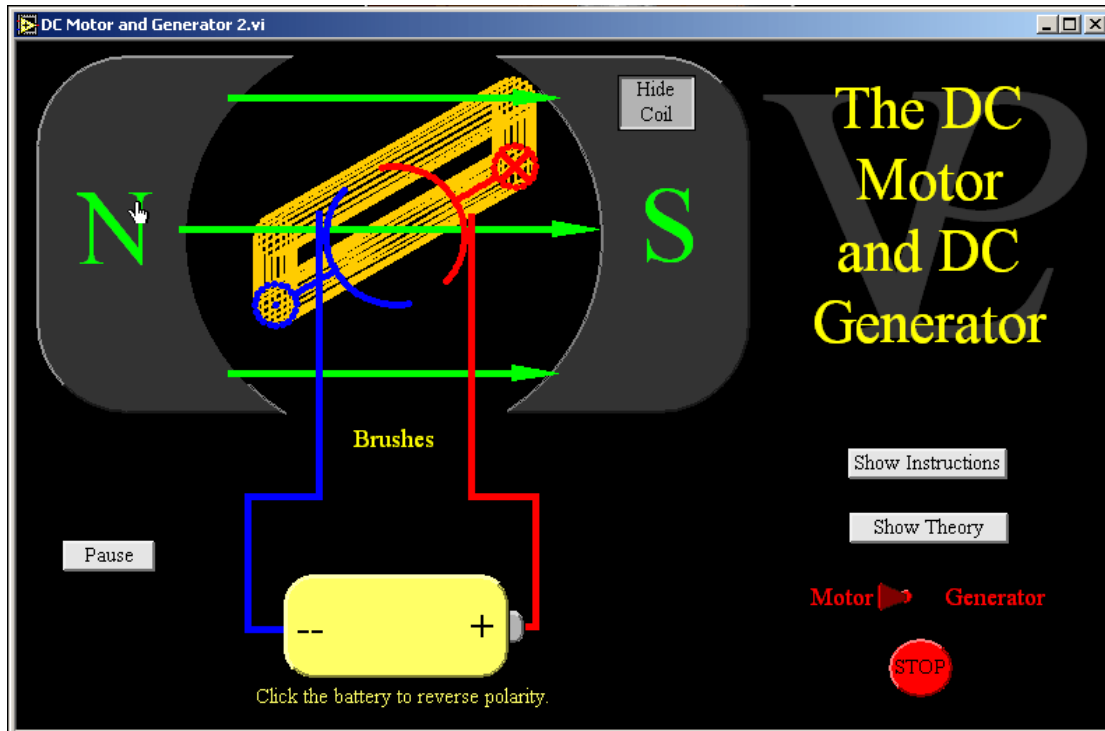 DC Motor and Generator 2.vi
Hide
Coil
N
S
The DC
Motor
and DC
Generator
VP
Brushes
Show Instructions
Show Theory
Pause
Motor
Generator
--
+
STOP
Click the battery to reverse polarity.